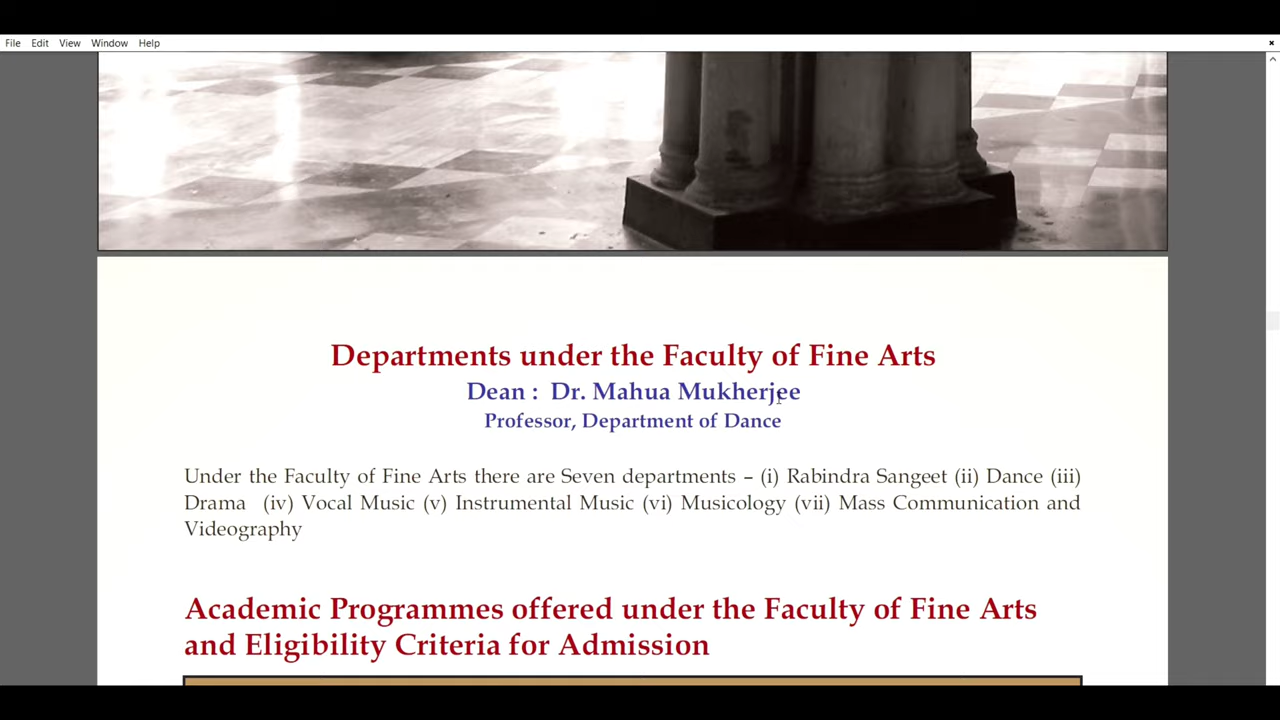 File Edit View Window Help
Departments under the Faculty of Fine Arts
Dean : Dr. Mahua Mukherjee
Professor, Department of Dance
Under the Faculty of Fine Arts there are Seven departments – (i) Rabindra Sangeet (ii) Dance (iii)
Drama (iv) Vocal Music (v) Instrumental Music (vi) Musicology (vii) Mass Communication and
Videography
Academic Programmes offered under the Faculty of Fine Arts
and Eligibility Criteria for Admission